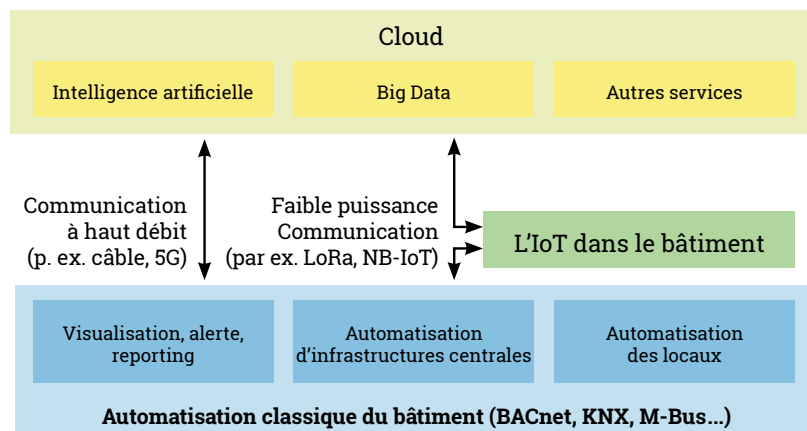 Cloud
Intelligence artificielle
Big Data
Autres services
Communication
à haut débit
(p. ex. câble, 5G)
Faible puissance
Communication
(par ex. LoRa, NB-IoT)
L'IoT dans le bâtiment
Visualisation, alerte,
reporting
Automatisation
d'infrastructures centrales
Automatisation
des locaux
Automatisation classique du bâtiment (BACnet, KNX, M-Bus...)